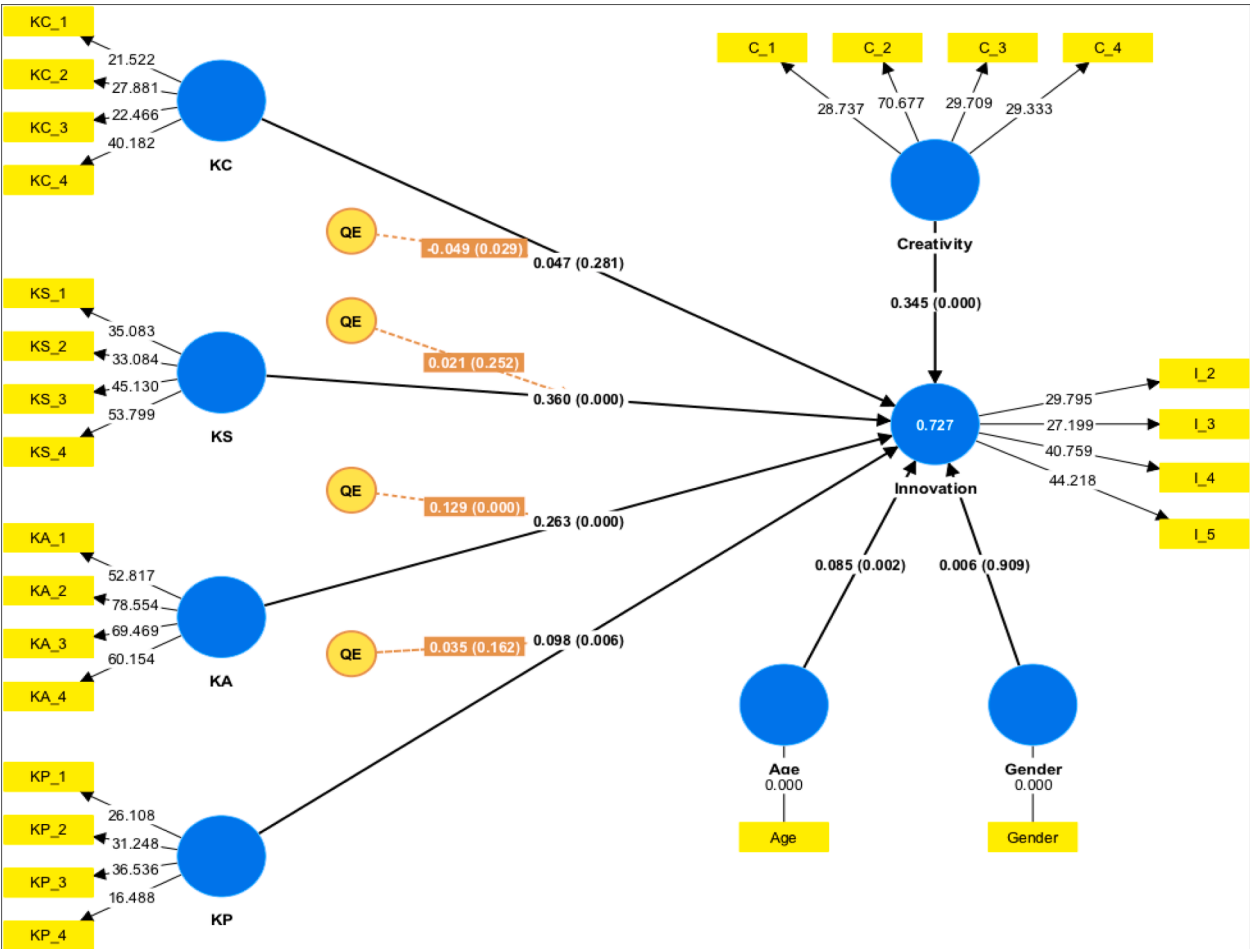 KC_1
KC_2
KC_3
KC_4
21.522
27.881
22.466
40.182
KC
C_1
C_2
C_3
C_4
28.737
70.677
29.709
29.333
Creativity
0.345 (0.000)
QE
-0.049 (0.029)
0.047 (0.281)
KS_1
KS_2
KS_3
KS_4
35.083
33.084
45.130
53.799
KS
QE
0.021 (0.252)
0.360 (0.000)
0.727
Innovation
29.795
27.199
40.759
44.218
I_2
I_3
I_4
I_5
KA_1
KA_2
KA_3
KA_4
52.817
78.554
69.469
60.154
KA
QE
0.129 (0.000)
0.263 (0.000)
0.085 (0.002)
0.006 (0.909)
QE
0.035 (0.162)
0.098 (0.006)
KP_1
KP_2
KP_3
KP_4
26.108
31.248
36.536
16.488
KP
Age
0.000
Age
Gender
0.000
Gender